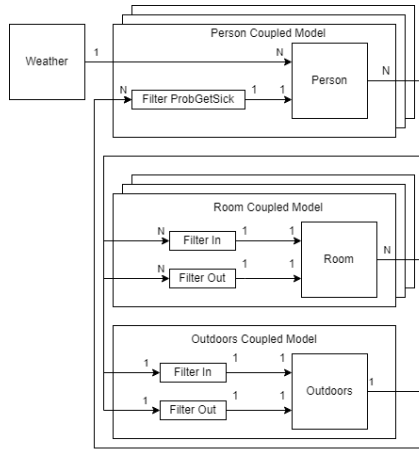 Person Coupled Model
Weather
1
N
Person
N
N
Filter ProbGetSick
1
1
Room Coupled Model
N
Filter In
1
1
Room
N
N
Filter Out
1
1
Outdoors Coupled Model
1
Filter In
1
1
Outdoors
1
1
Filter Out
1
1